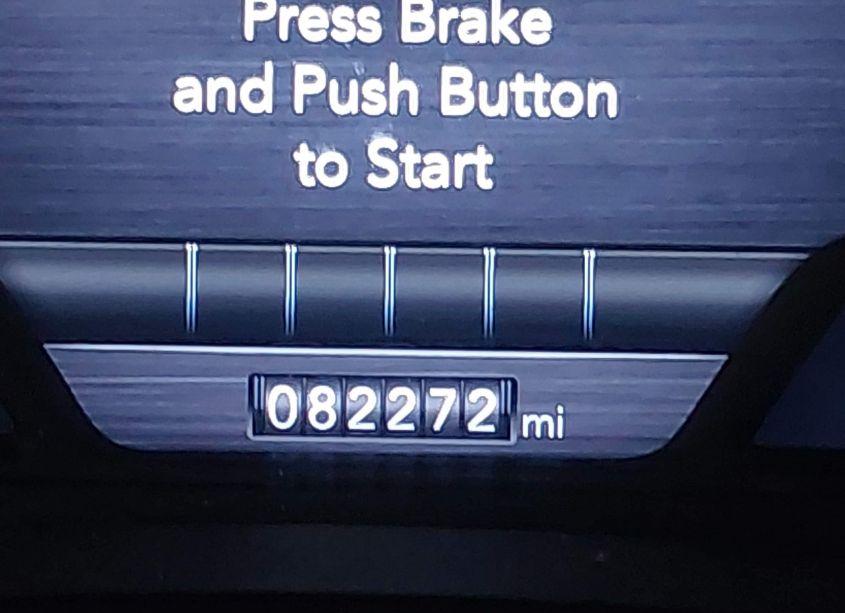 Press Brake
and Push Button
to Start
082272 mi